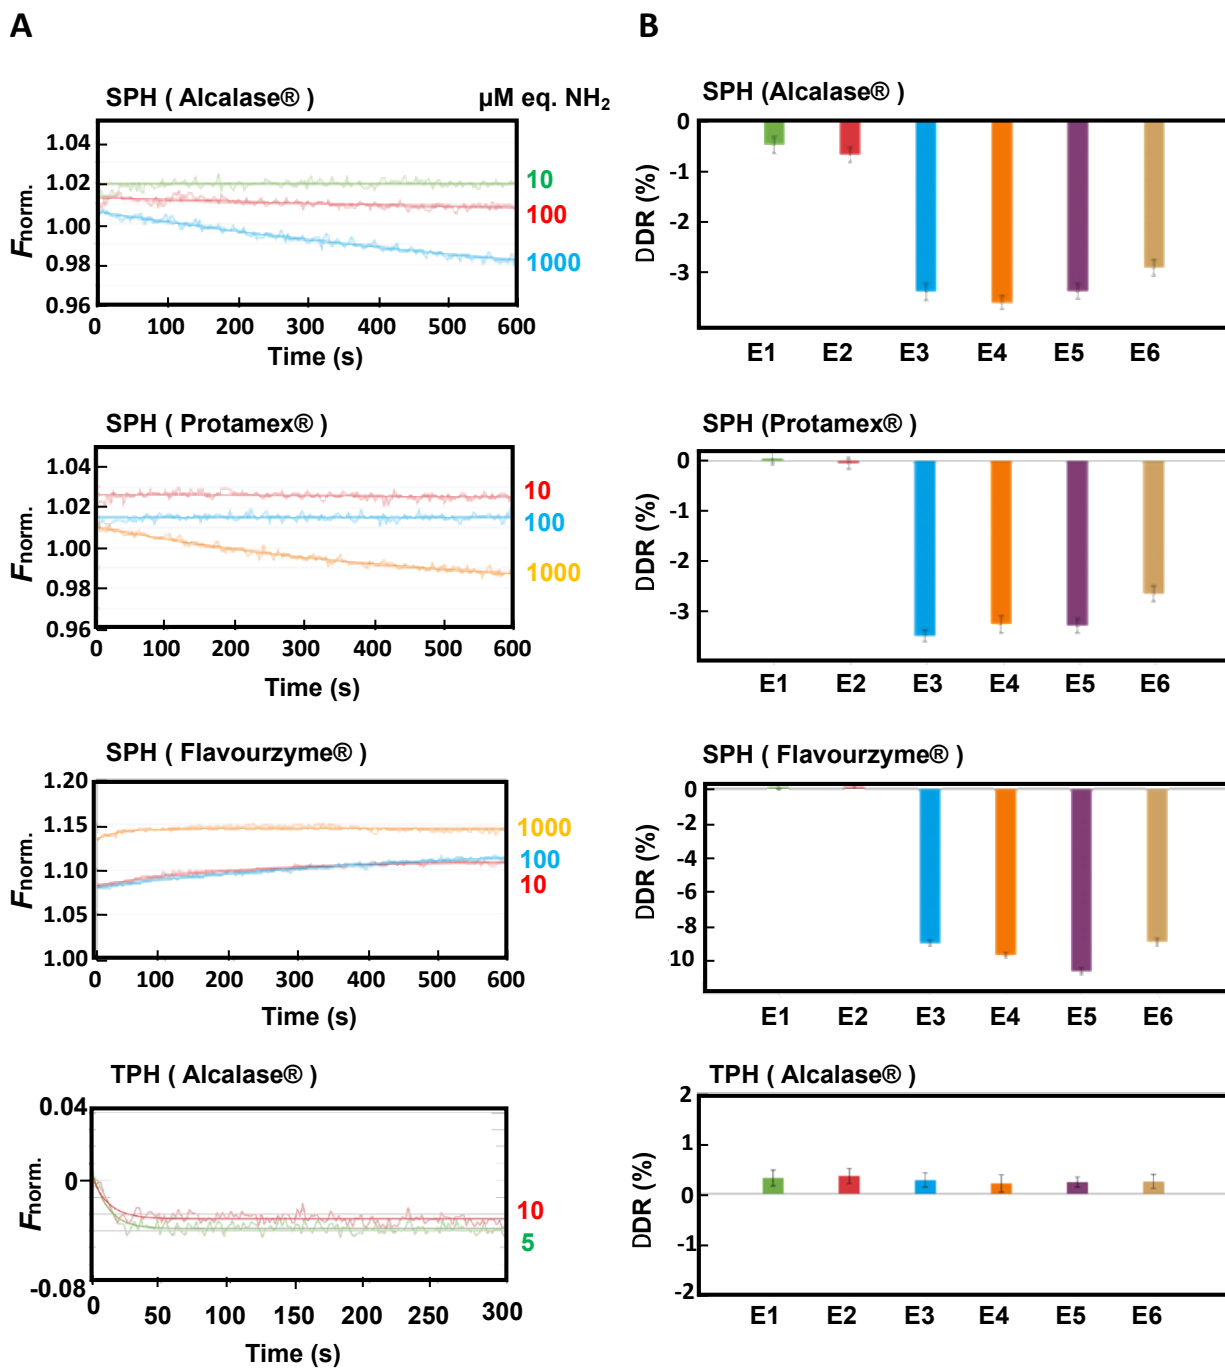 A
SPH ( Alcalase® )
µM eq. NH2
1.04
1.02
1.00
0.98
0.96
Fnorm.
10
100
1000
0 100 200 300 400 500 600
Time (s)
SPH ( Protamex® )
1.04
1.02
1.00
0.98
0.96
Fnorm.
10
100
1000
0 100 200 300 400 500 600
Time (s)
SPH ( Flavourzyme® )
1.20
1.15
1.10
1.05
1.00
Fnorm.
1000
100
10
0 100 200 300 400 500 600
Time (s)
TPH ( Alcalase® )
0.04
0
-0.08
Fnorm.
10
5
0 50 100 150 200 250 300
Time (s)
B
SPH (Alcalase® )
0
-1
-2
-3
DDR (%)
E1 E2 E3 E4 E5 E6
SPH (Protamex® )
0
-1
-2
-3
DDR (%)
E1 E2 E3 E4 E5 E6
SPH ( Flavourzyme® )
0
-2
-4
-6
-8
10
DDR (%)
E1 E2 E3 E4 E5 E6
TPH ( Alcalase® )
2
1
0
-1
-2
DDR (%)
E1 E2 E3 E4 E5 E6